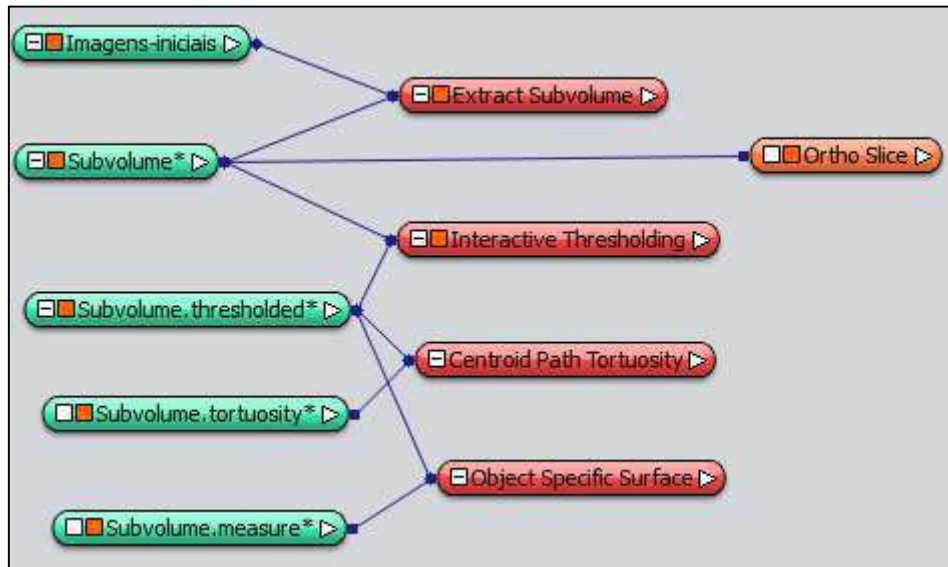 Imagens-iniciais
Extract Subvolume
Subvolume*
Ortho Slice
Interactive Thresholding
Subvolume.thresholded*
Centroid Path Tortuosity
Subvolume.tortuosity*
Object Specific Surface
Subvolume.measure*